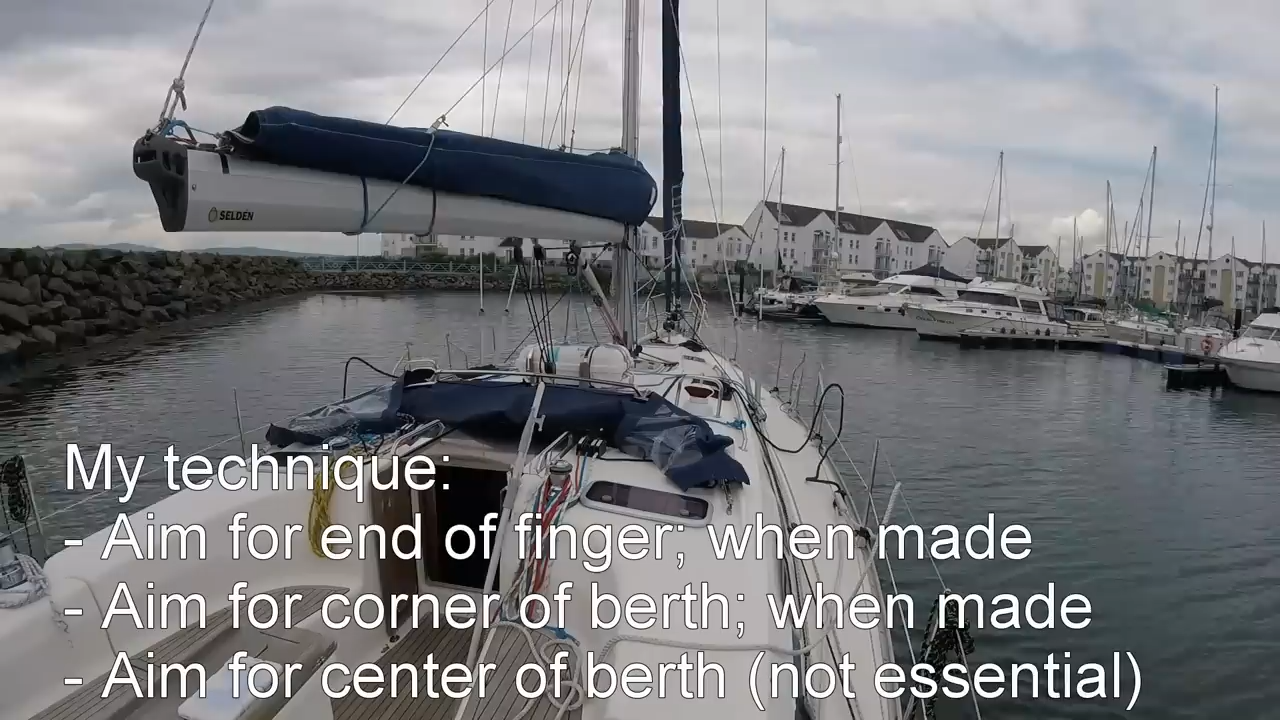 SELDÉN
My technique:
- Aim for end of finger; when made
- Aim for corner of berth; when made
- Aim for center of berth (not essential)